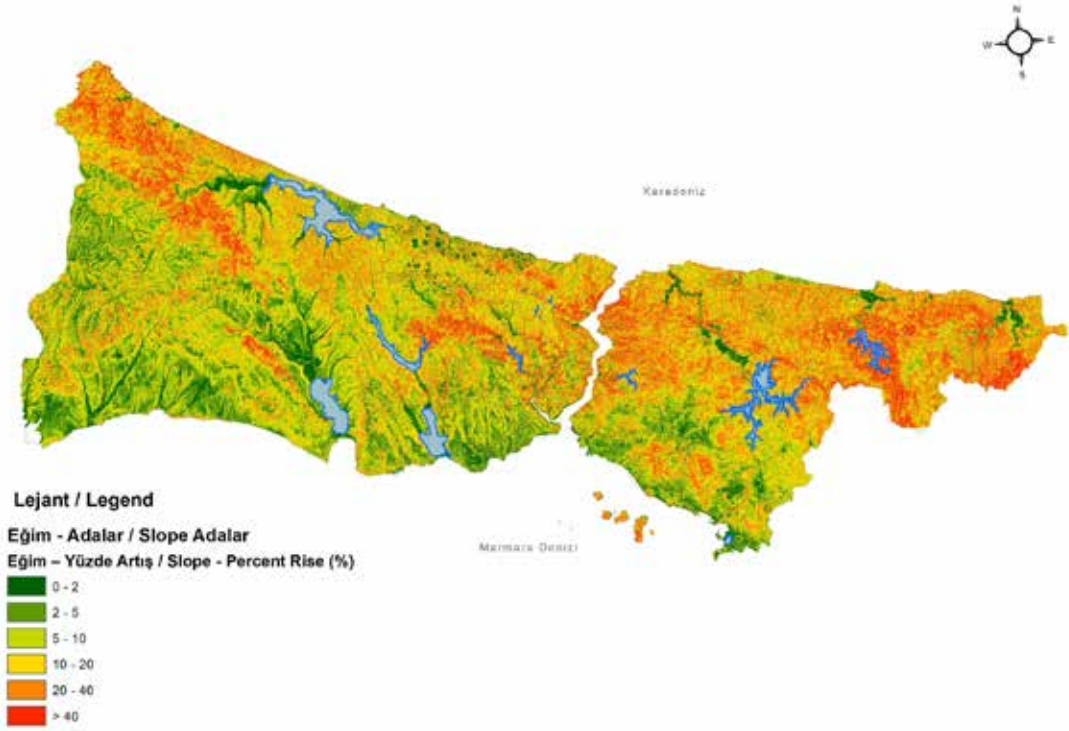 N
W E
S
Karadeniz
Marmara Denizi
Lejant / Legend
Eğim - Adalar / Slope Adalar
Eğim – Yüzde Artış / Slope - Percent Rise (%)
0 - 2
2 - 5
5 - 10
10 - 20
20 - 40
> 40